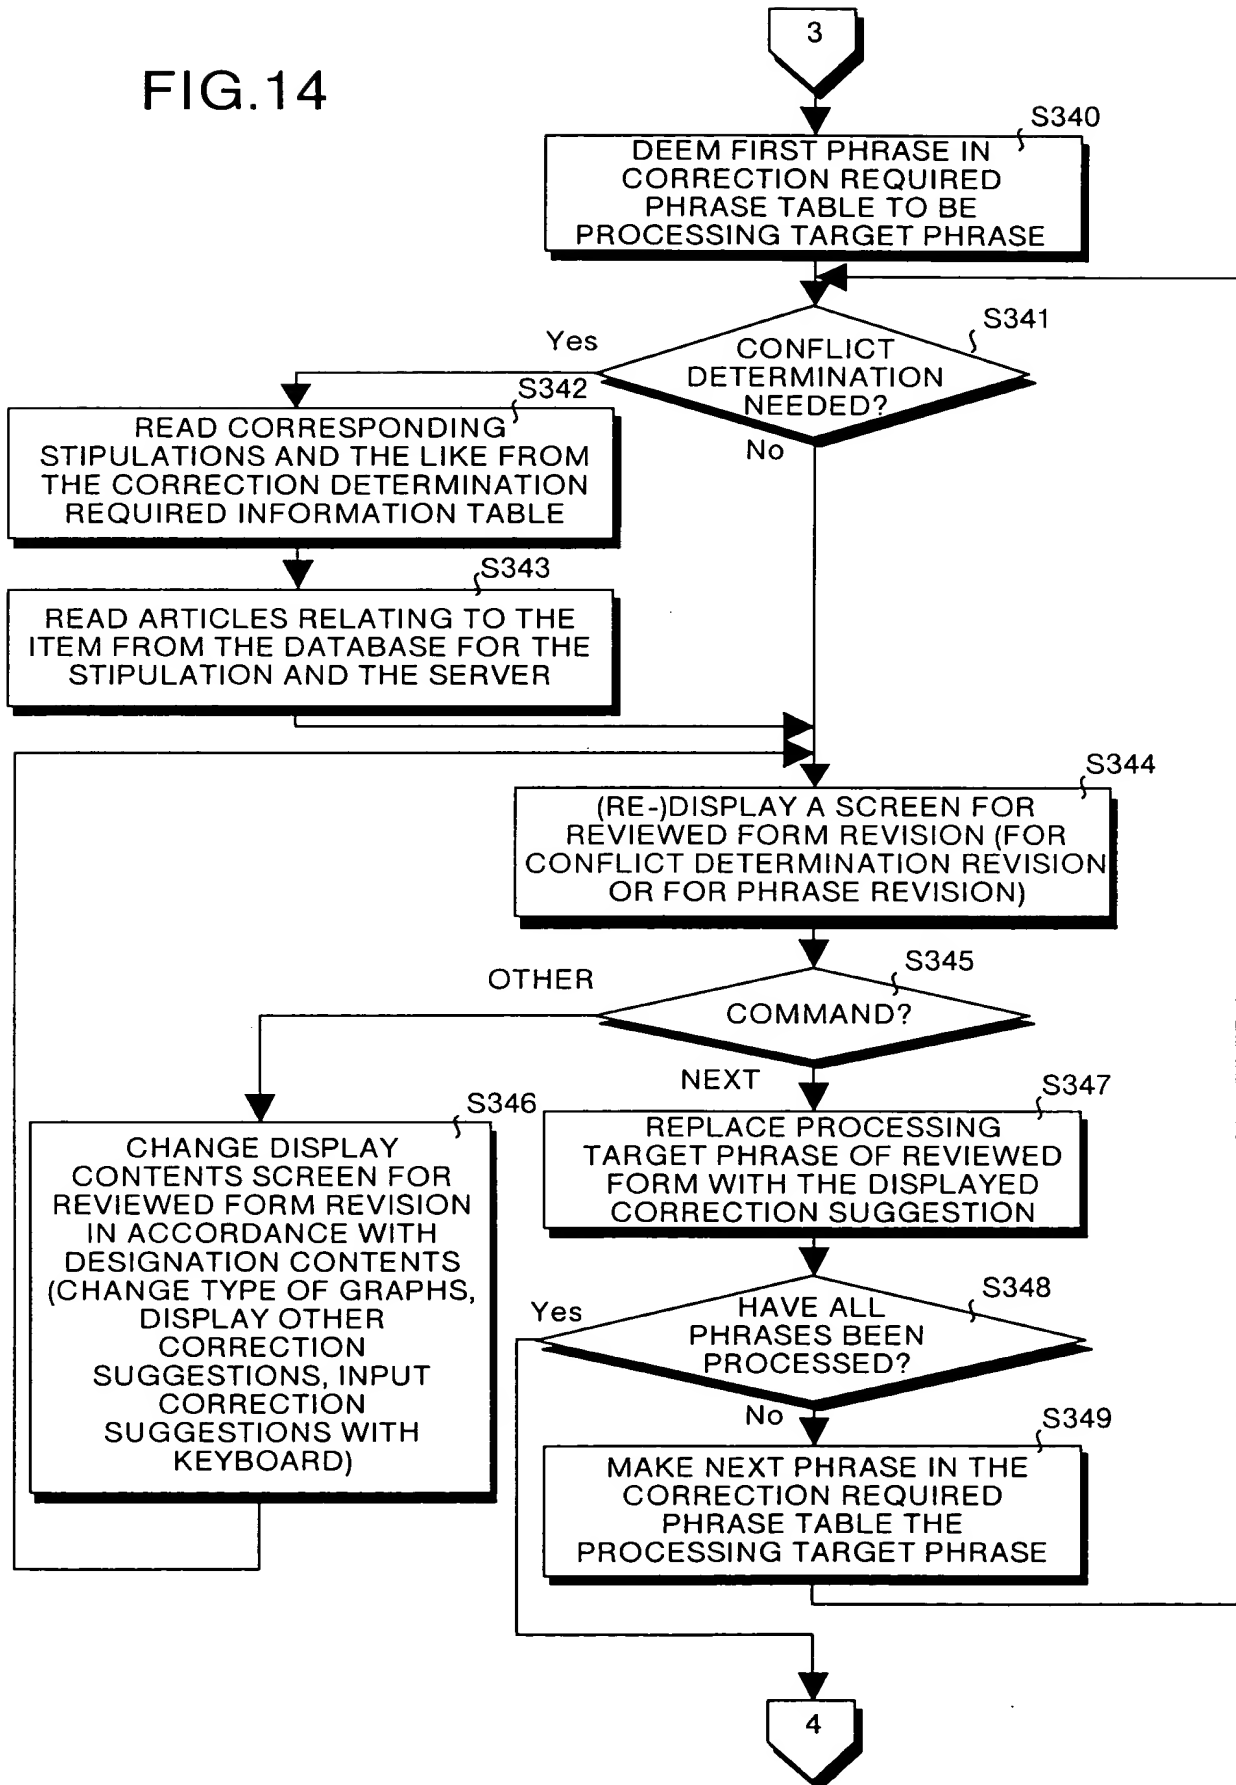 3
FIG.14
S340
DEEM FIRST PHRASE IN
CORRECTION REQUIRED
PHRASE TABLE TO BE
PROCESSING TARGET PHRASE
S341
Yes
CONFLICT
DETERMINATION
NEEDED?
No
S342
READ CORRESPONDING
STIPULATIONS AND THE LIKE FROM
THE CORRECTION DETERMINATION
REQUIRED INFORMATION TABLE
S343
READ ARTICLES RELATING TO THE
ITEM FROM THE DATABASE FOR THE
STIPULATION AND THE SERVER
S344
(RE-)DISPLAY A SCREEN FOR
REVIEWED FORM REVISION (FOR
CONFLICT DETERMINATION REVISION
OR FOR PHRASE REVISION)
S345
OTHER
COMMAND?
NEXT
S346
CHANGE DISPLAY
CONTENTS SCREEN FOR
REVIEWED FORM REVISION
IN ACCORDANCE WITH
DESIGNATION CONTENTS
(CHANGE TYPE OF GRAPHS,
DISPLAY OTHER
CORRECTION
SUGGESTIONS, INPUT
CORRECTION
SUGGESTIONS WITH
KEYBOARD)
S347
REPLACE PROCESSING
TARGET PHRASE OF REVIEWED
FORM WITH THE DISPLAYED
CORRECTION SUGGESTION
S348
Yes
HAVE ALL
PHRASES BEEN
PROCESSED?
No
S349
MAKE NEXT PHRASE IN THE
CORRECTION REQUIRED
PHRASE TABLE THE
PROCESSING TARGET PHRASE
4